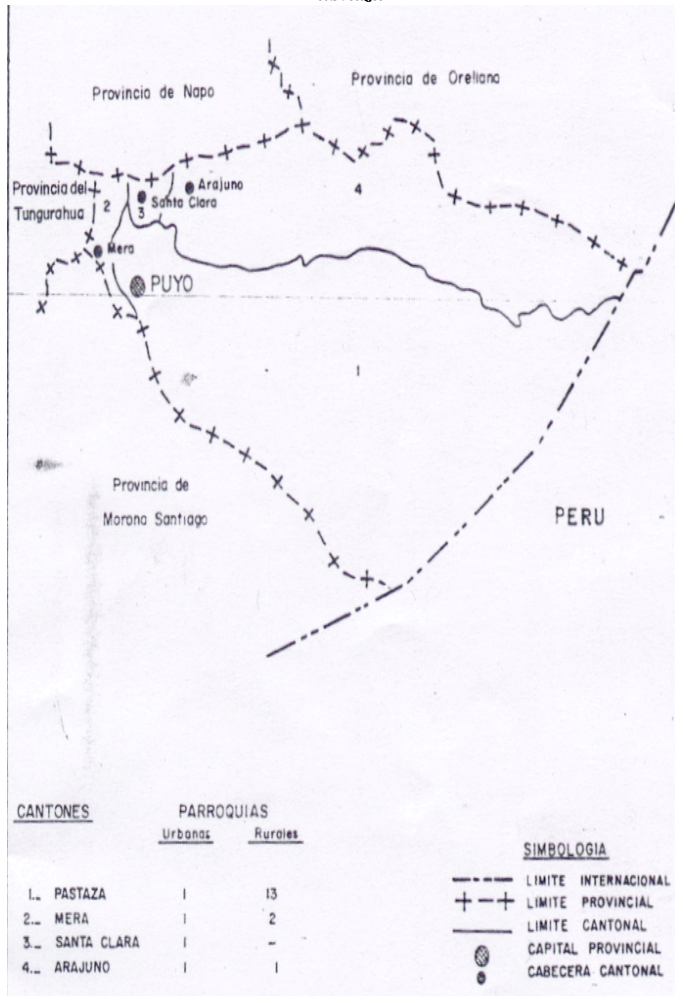 Provincia de Orellana
Provincia de Napo
Provincia del
Tungurahua
2
3
Santa Clara
Arajuno
4
Mera
PUYO
1
Provincia de
Morona Santiago
PERU
CANTONES PARROQUIAS
Urbanas Rurales
1.. PASTAZA 1 13
2.. MERA 1 2
3.. SANTA CLARA 1 -
4.. ARAJUNO 1 1
SIMBOLOGIA
LIMITE INTERNACIONAL
LIMITE PROVINCIAL
LIMITE CANTONAL
CAPITAL PROVINCIAL
CABECERA CANTONAL